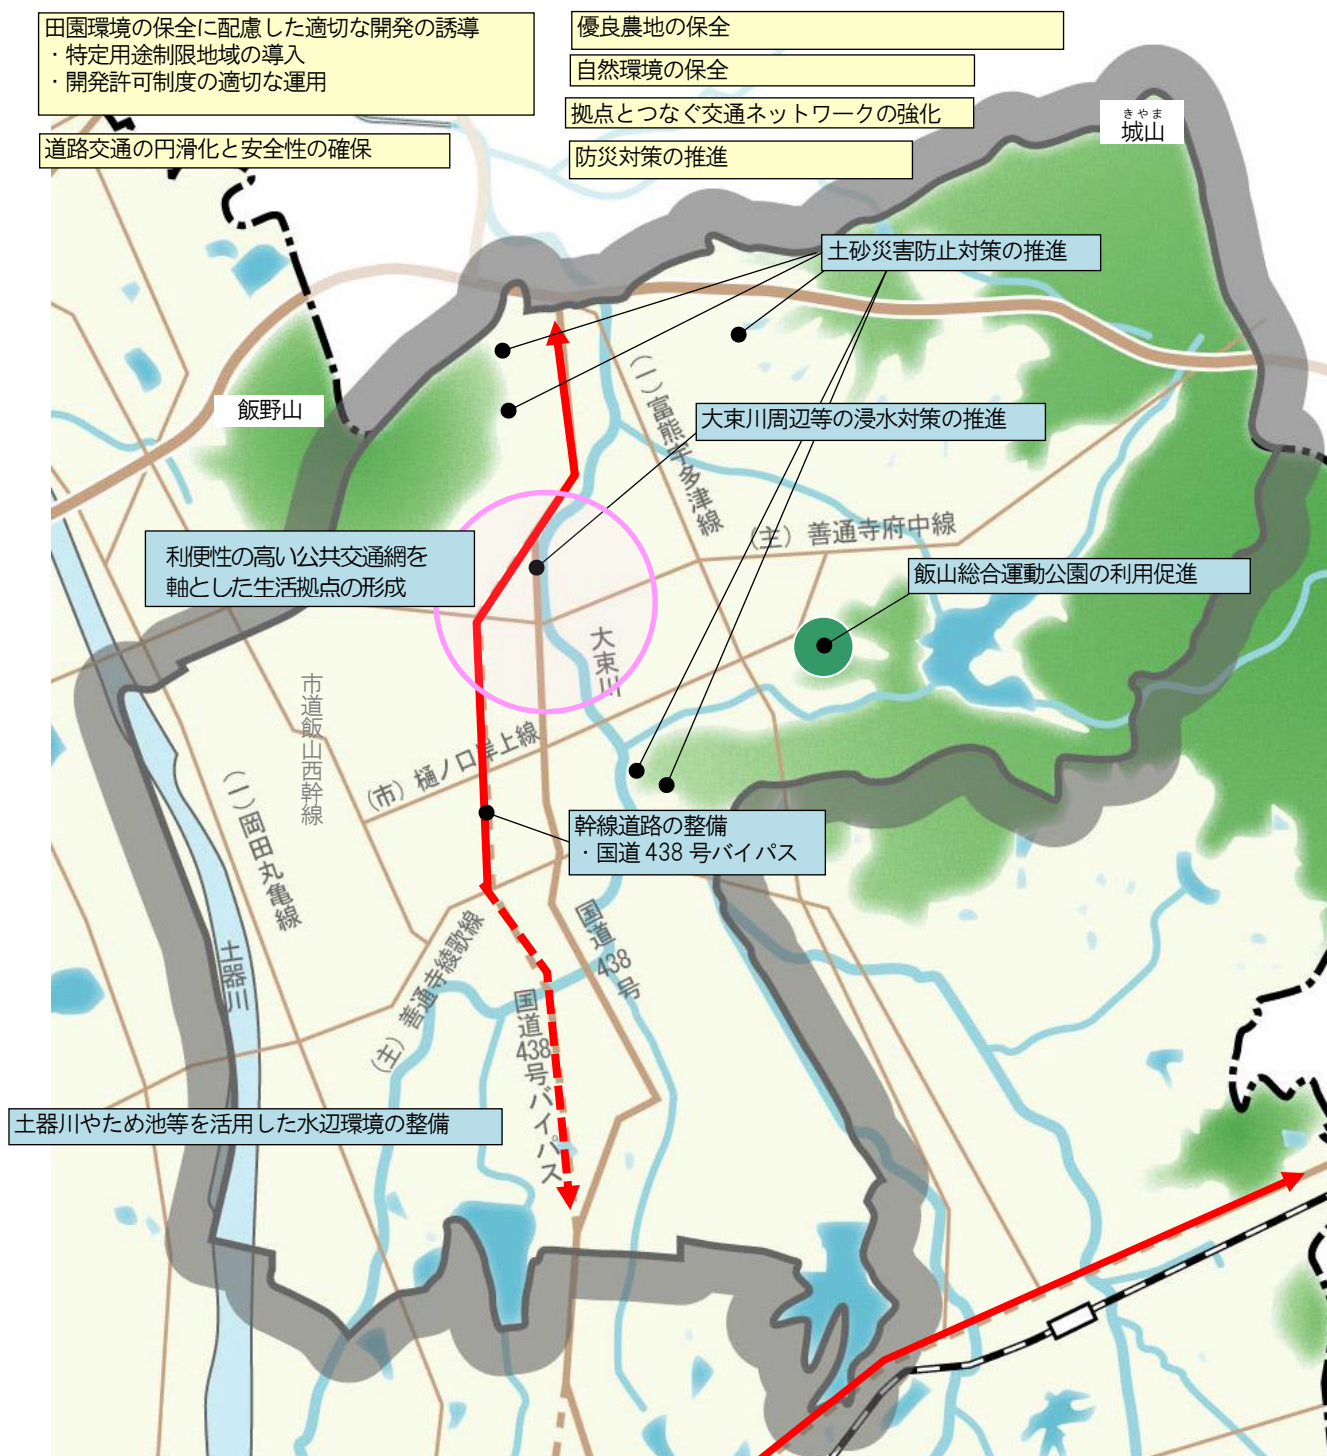 田園環境の保全に配慮した適切な開発の誘導
・特定用途制限地域の導入
・開発許可制度の適切な運用
道路交通の円滑化と安全性の確保
優良農地の保全
自然環境の保全
拠点とつなぐ交通ネットワークの強化
防災対策の推進
きやま
城山
土砂災害防止対策の推進
飯野山
大束川周辺等の浸水対策の推進
(一)富熊宇多津線
(主)善通寺府中線
利便性の高い公共交通網を
軸とした生活拠点の形成
飯山総合運動公園の利用促進
大束川
市道飯山西幹線
(市)樋ノ口岸上線
(一)岡田丸亀線
幹線道路の整備
・国道438号バイパス
国道438号
(主)善通寺綾歌線
土器川
国道438号バイパス
土器川やため池等を活用した水辺環境の整備